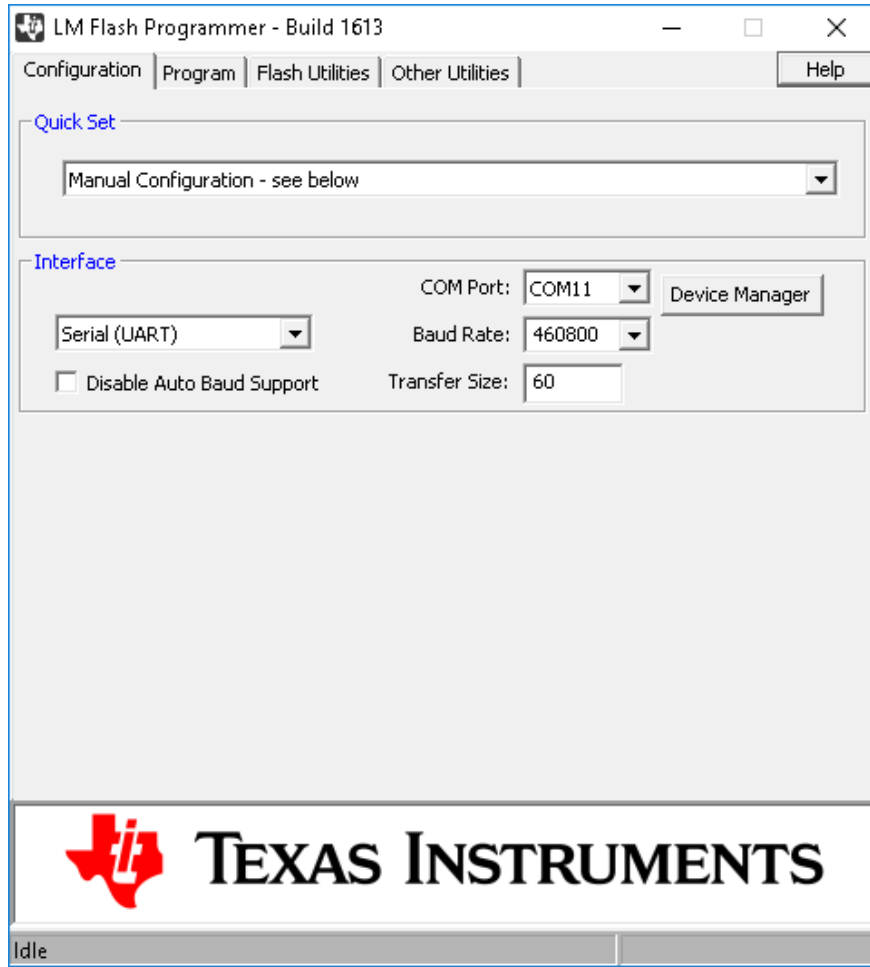 LM Flash Programmer - Build 1613
Configuration Program Flash Utilities Other Utilities Help
Quick Set
Manual Configuration - see below
Interface
COM Port: COM11 Device Manager
Serial (UART) Baud Rate: 460800
Disable Auto Baud Support Transfer Size: 60
TEXAS INSTRUMENTS
Idle